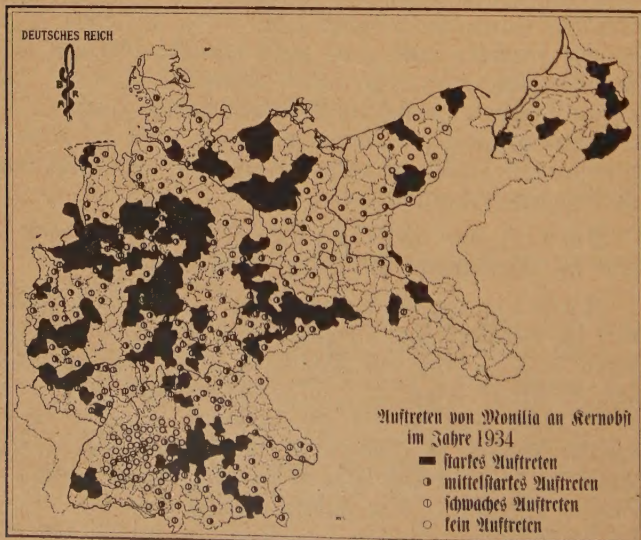 DEUTSCHES REICH
Auftreten von Monilia an Kernobst
im Jahre 1934
starkes Auftreten
mittelstarkes Auftreten
schwaches Auftreten
kein Auftreten